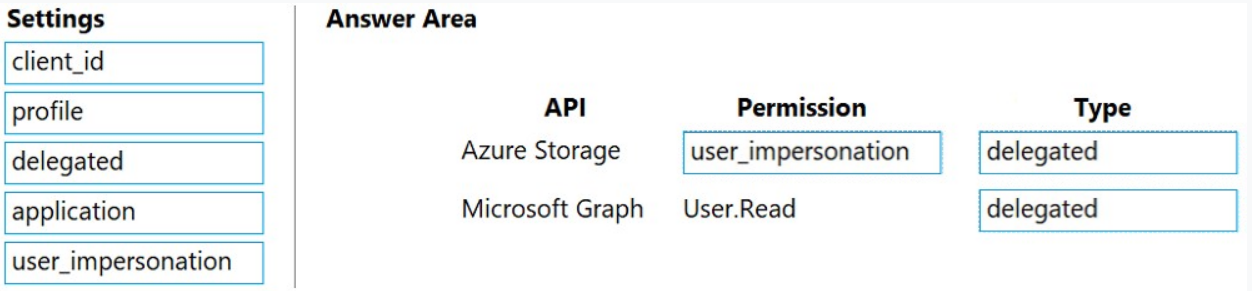 Settings
client_id
profile
delegated
application
user_impersonation
Answer Area
API Permission Type
Azure Storage user_impersonation delegated
Microsoft Graph User.Read delegated